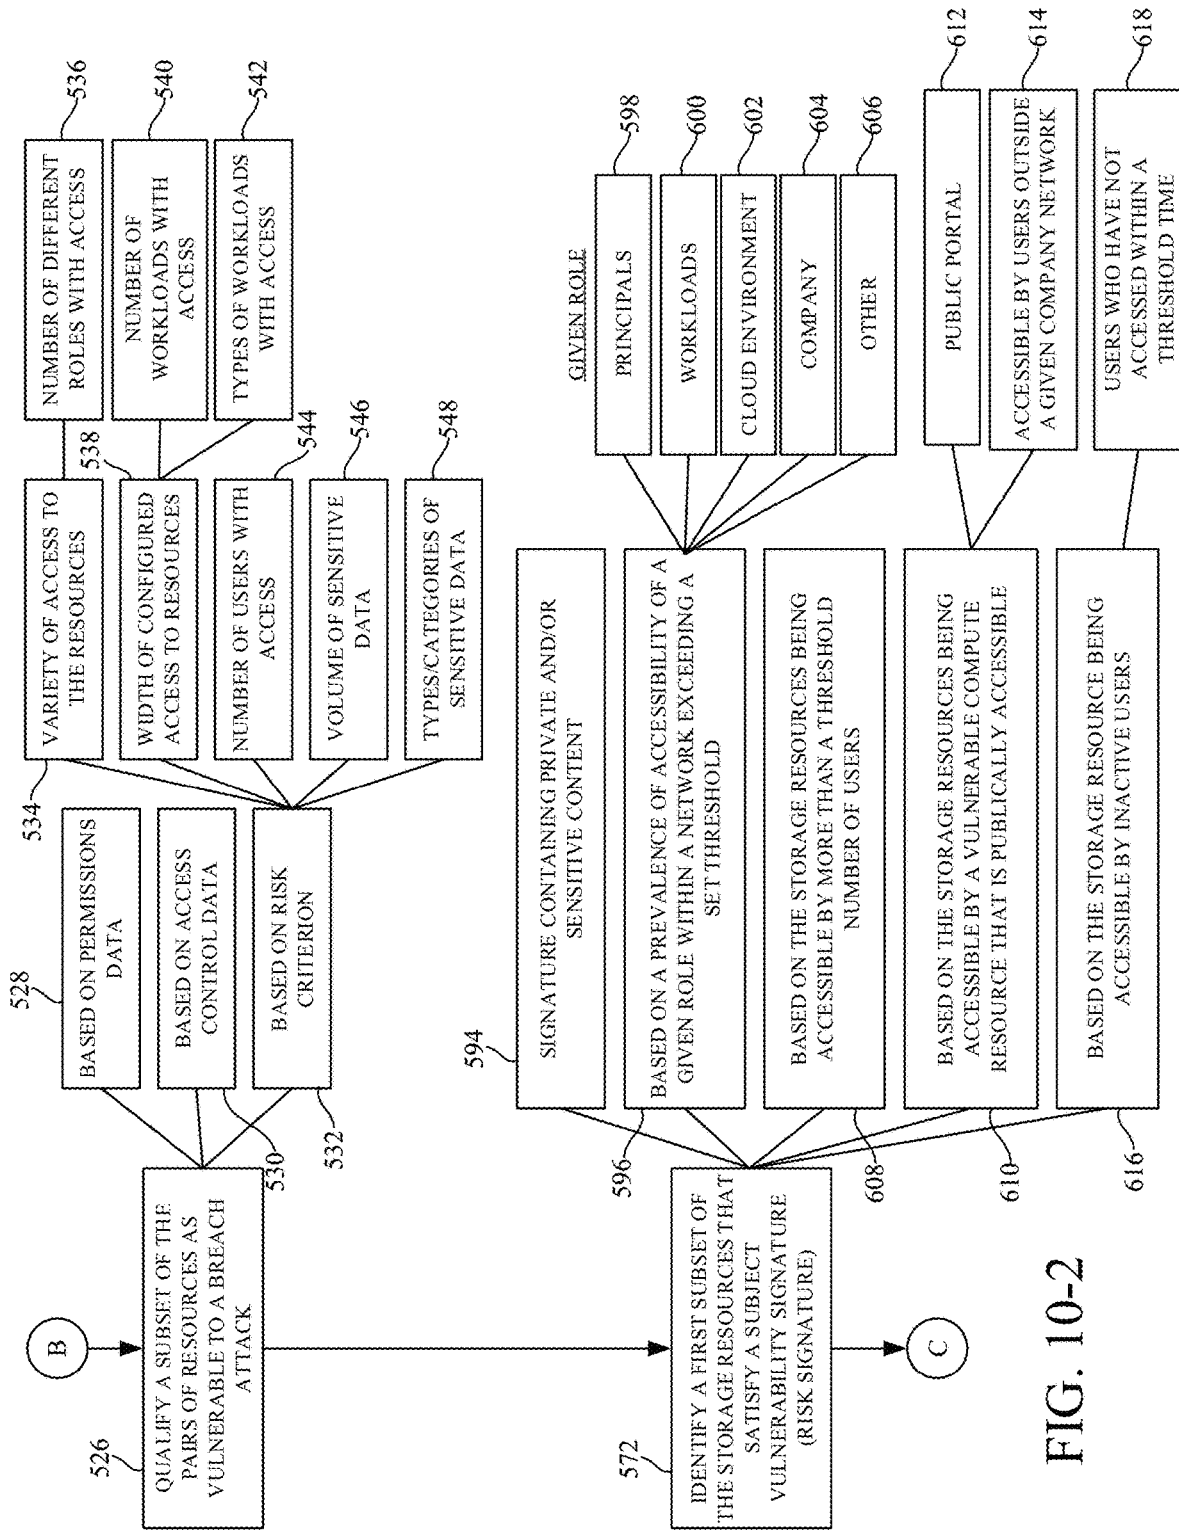 B
526
QUALIFY A SUBSET OF THE
PAIRS OF RESOURCES AS
VULNERABLE TO A BREACH
ATTACK
528
BASED ON PERMISSIONS
DATA
530
BASED ON ACCESS
CONTROL DATA
532
BASED ON RISK
CRITERION
534
VARIETY OF ACCESS TO
THE RESOURCES
536
NUMBER OF DIFFERENT
ROLES WITH ACCESS
538
WIDTH OF CONFIGURED
ACCESS TO RESOURCES
540
NUMBER OF
WORKLOADS WITH
ACCESS
542
TYPES OF WORKLOADS
WITH ACCESS
544
NUMBER OF USERS WITH
ACCESS
546
VOLUME OF SENSITIVE
DATA
548
TYPES/CATEGORIES OF
SENSITIVE DATA
572
IDENTIFY A FIRST SUBSET OF
THE STORAGE RESOURCES THAT
SATISFY A SUBJECT
VULNERABILITY SIGNATURE
(RISK SIGNATURE)
594
SIGNATURE CONTAINING PRIVATE AND/OR
SENSITIVE CONTENT
596
BASED ON A PREVALENCE OF ACCESSIBILITY OF A
GIVEN ROLE WITHIN A NETWORK EXCEEDING A
SET THRESHOLD
GIVEN ROLE
PRINCIPALS
598
WORKLOADS
600
CLOUD ENVIRONMENT
602
COMPANY
604
OTHER
606
608
BASED ON THE STORAGE RESOURCES BEING
ACCESSIBLE BY MORE THAN A THRESHOLD
NUMBER OF USERS
610
BASED ON THE STORAGE RESOURCES BEING
ACCESSIBLE BY A VULNERABLE COMPUTE
RESOURCE THAT IS PUBLICALLY ACCESSIBLE
PUBLIC PORTAL
612
ACCESSIBLE BY USERS OUTSIDE
A GIVEN COMPANY NETWORK
614
616
BASED ON THE STORAGE RESOURCE BEING
ACCESSIBLE BY INACTIVE USERS
USERS WHO HAVE NOT
ACCESSED WITHIN A
THRESHOLD TIME
618
C
FIG. 10-2